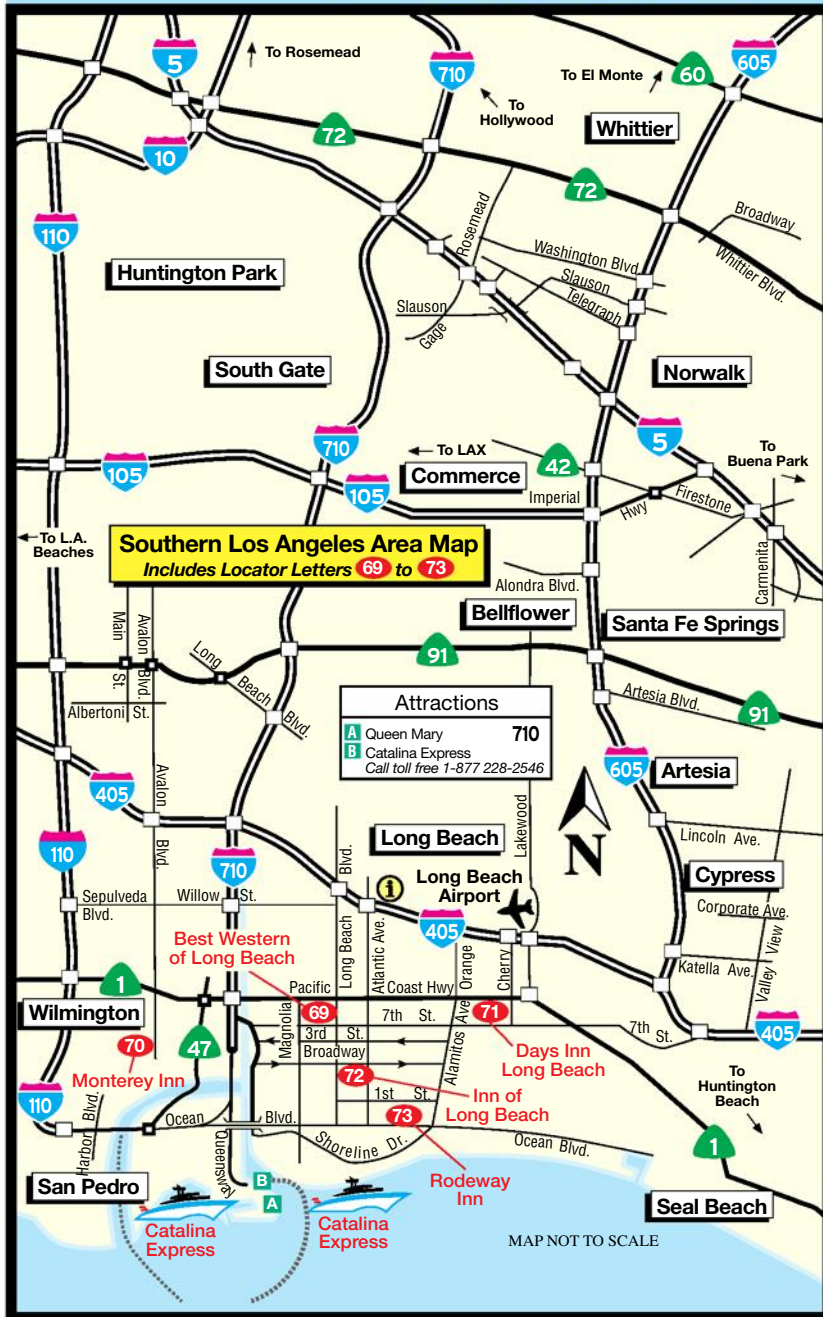 To Rosemead
5
710
605
To El Monte
60
To
Hollywood
Whittier
72
10
72
110
Rosemead
Broadway
Washington Blvd.
Whittier Blvd.
Slauson
Telegraph
Huntington Park
Slauson
Gage
South Gate
Norwalk
710
To LAX
5
To
Buena Park
105
Commerce
42
105
Imperial
Hwy
Firestone
To L.A.
Beaches
Southern Los Angeles Area Map
Includes Locator Letters 69 to 73
Alondra Blvd.
Carmenita
Bellflower
Santa Fe Springs
Main
St.
Avalon
Blvd.
Long
Beach
Blvd.
91
Albertoni St.
Artesia Blvd.
91
Attractions
A Queen Mary 710
B Catalina Express
Call toll free 1-877 228-2546
405
Avalon
Blvd.
605
Artesia
Lakewood
N
Lincoln Ave.
110
710
Blvd.
Long Beach
Long Beach
Airport
i
Cypress
Sepulveda
Blvd.
Willow St.
Corporate Ave.
Valley View
405
Best Western
of Long Beach
Long Beach
Atlantic Ave.
Orange
Cherry
Katella Ave.
1
Pacific Coast Hwy
Wilmington
69
7th St.
71
7th
St.
405
Magnolia
3rd St.
Broadway
Alamitos Ave
Days Inn
Long Beach
70
47
Monterey Inn
72
Inn of
Long Beach
To
Huntington
Beach
110
1st St.
73
Harbor Blvd.
Ocean Blvd.
Shoreline Dr.
Ocean Blvd.
1
Queensway
Rodeway
Inn
San Pedro
B
A
Seal Beach
Catalina
Express
Catalina
Express
MAP NOT TO SCALE